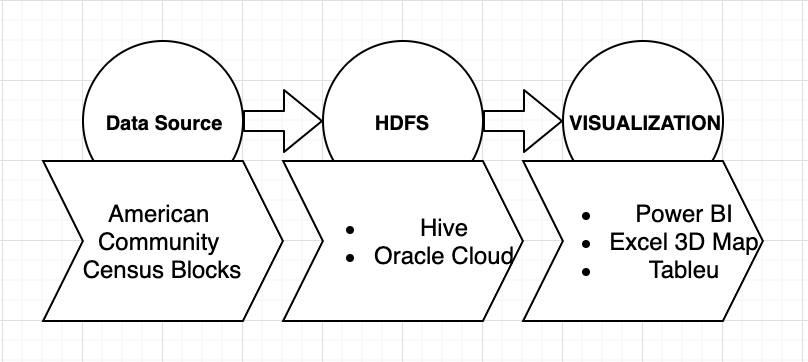 Data Source
HDFS
VISUALIZATION
American
Community
Census Blocks
• Hive
• Oracle Cloud
• Power BI
• Excel 3D Map
• Tableu